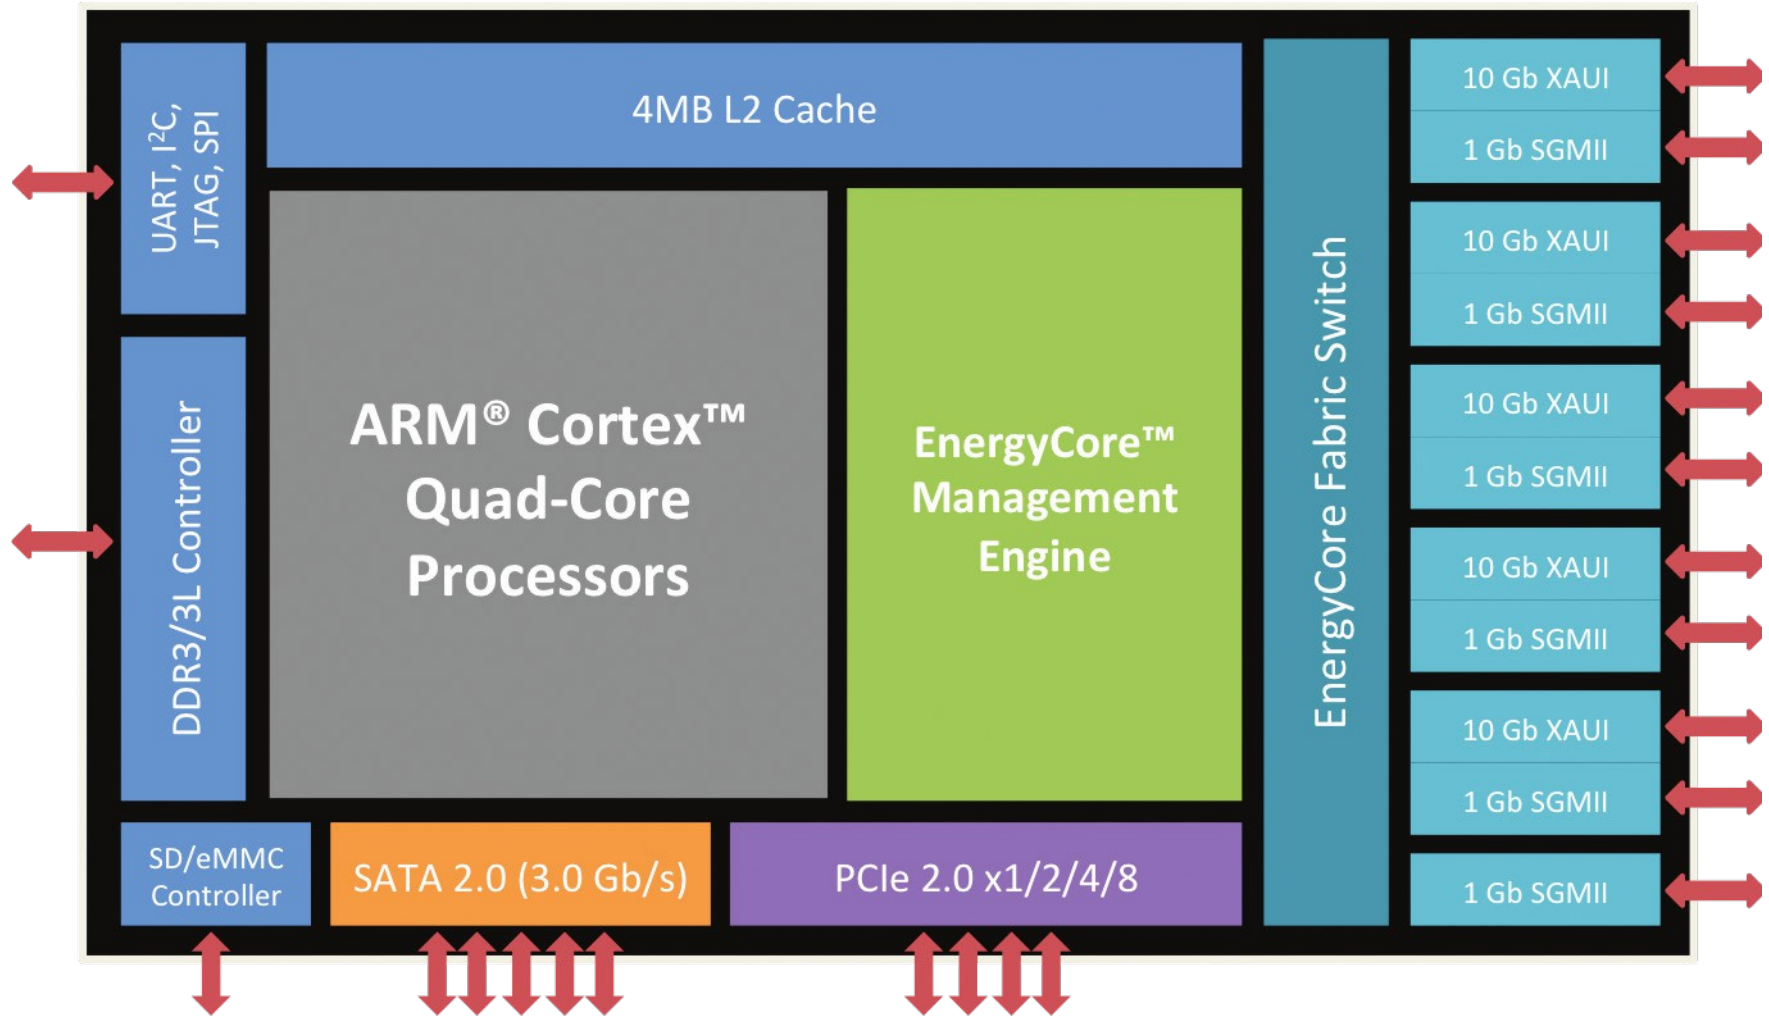 UART, I²C,
JTAG, SPI
4MB L2 Cache
DDR3/3L Controller
ARM® Cortex™
Quad-Core
Processors
EnergyCore™
Management
Engine
SD/eMMC
Controller
SATA 2.0 (3.0 Gb/s)
PCIe 2.0 x1/2/4/8
EnergyCore Fabric Switch
10 Gb XAUI
1 Gb SGMII
10 Gb XAUI
1 Gb SGMII
10 Gb XAUI
1 Gb SGMII
10 Gb XAUI
1 Gb SGMII
10 Gb XAUI
1 Gb SGMII
1 Gb SGMII